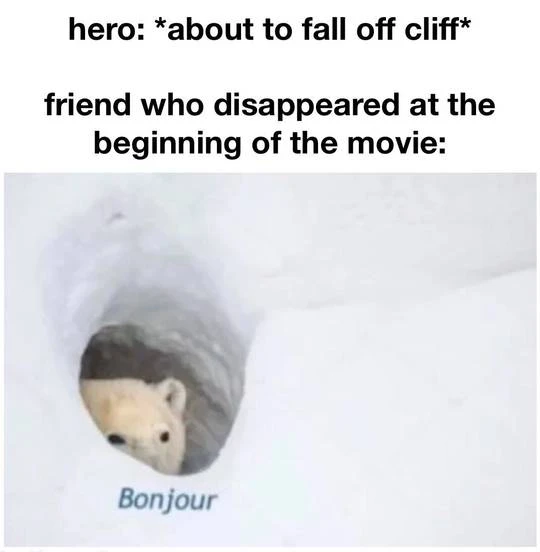 hero: *about to fall off cliff*
friend who disappeared at the
beginning of the movie:
Bonjour